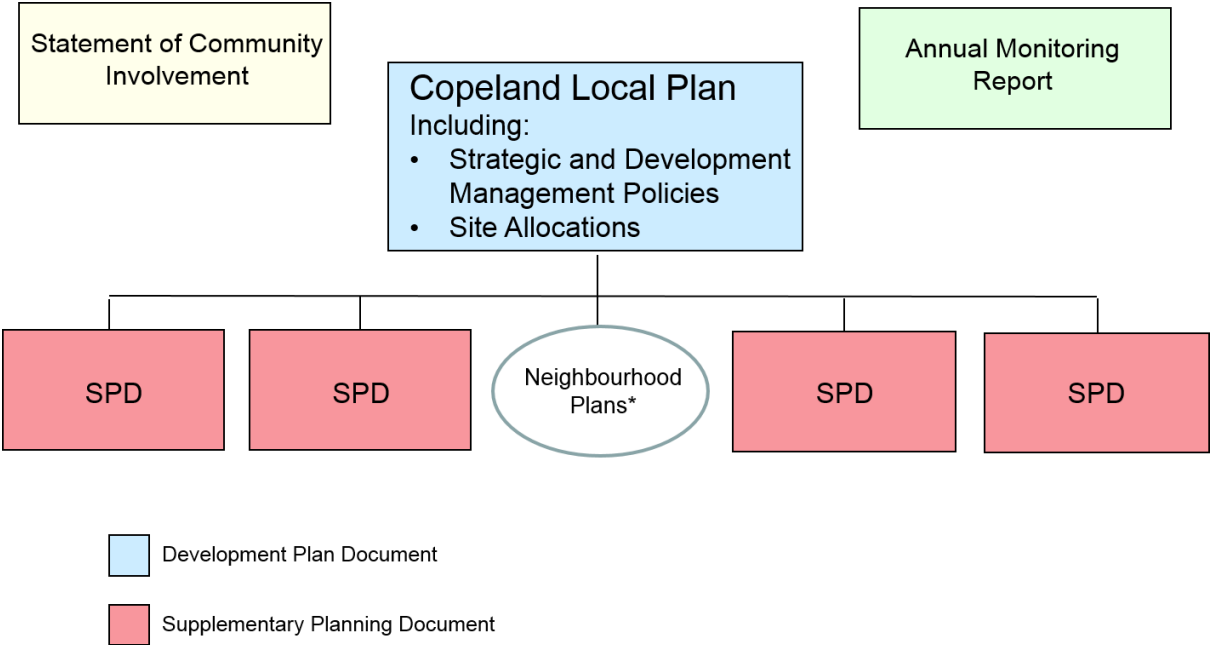 Statement of Community
Involvement
Annual Monitoring
Report
Copeland Local Plan
Including:
• Strategic and Development
Management Policies
• Site Allocations
SPD
SPD
Neighbourhood
Plans*
SPD
SPD
Development Plan Document
Supplementary Planning Document